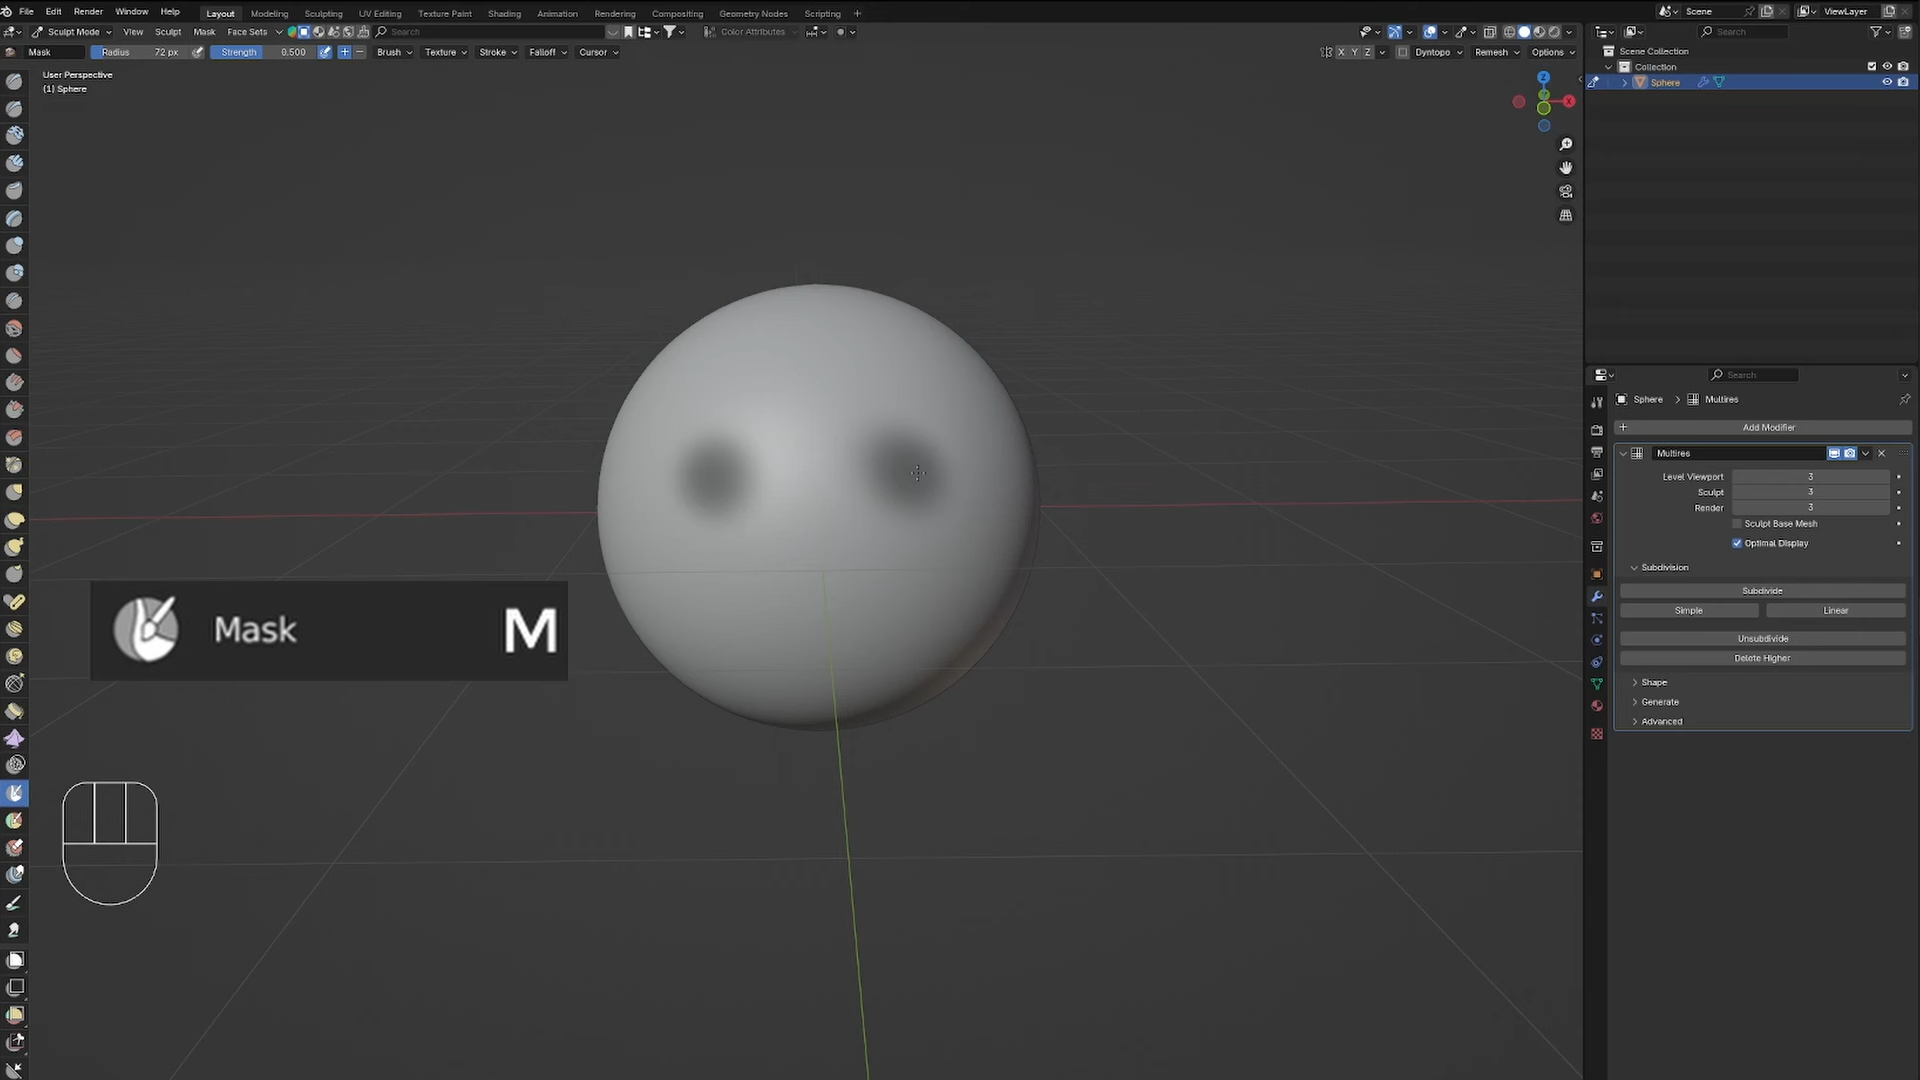 File Edit Render Window Help Layout Modeling Sculpting UV Editing Texture Paint Shading Animation Rendering Compositing Geometry Nodes Scripting + Scene ViewLayer
Sculpt Mode View Sculpt Mask Face Sets Search Color Attributes Search
Mask Radius 72 px Strength 0.500 Brush Texture Stroke Falloff Cursor X Y Z Dyntopo Remesh Options
Scene Collection
Collection
Sphere
User Perspective
(1) Sphere
Z
X
Search
Sphere > Multires
Add Modifier
Multires
Level Viewport 3
Sculpt 3
Render 3
Sculpt Base Mesh
Optimal Display
Subdivision
Subdivide
Simple Linear
Unsubdivide
Delete Higher
Shape
Generate
Advanced
Mask M